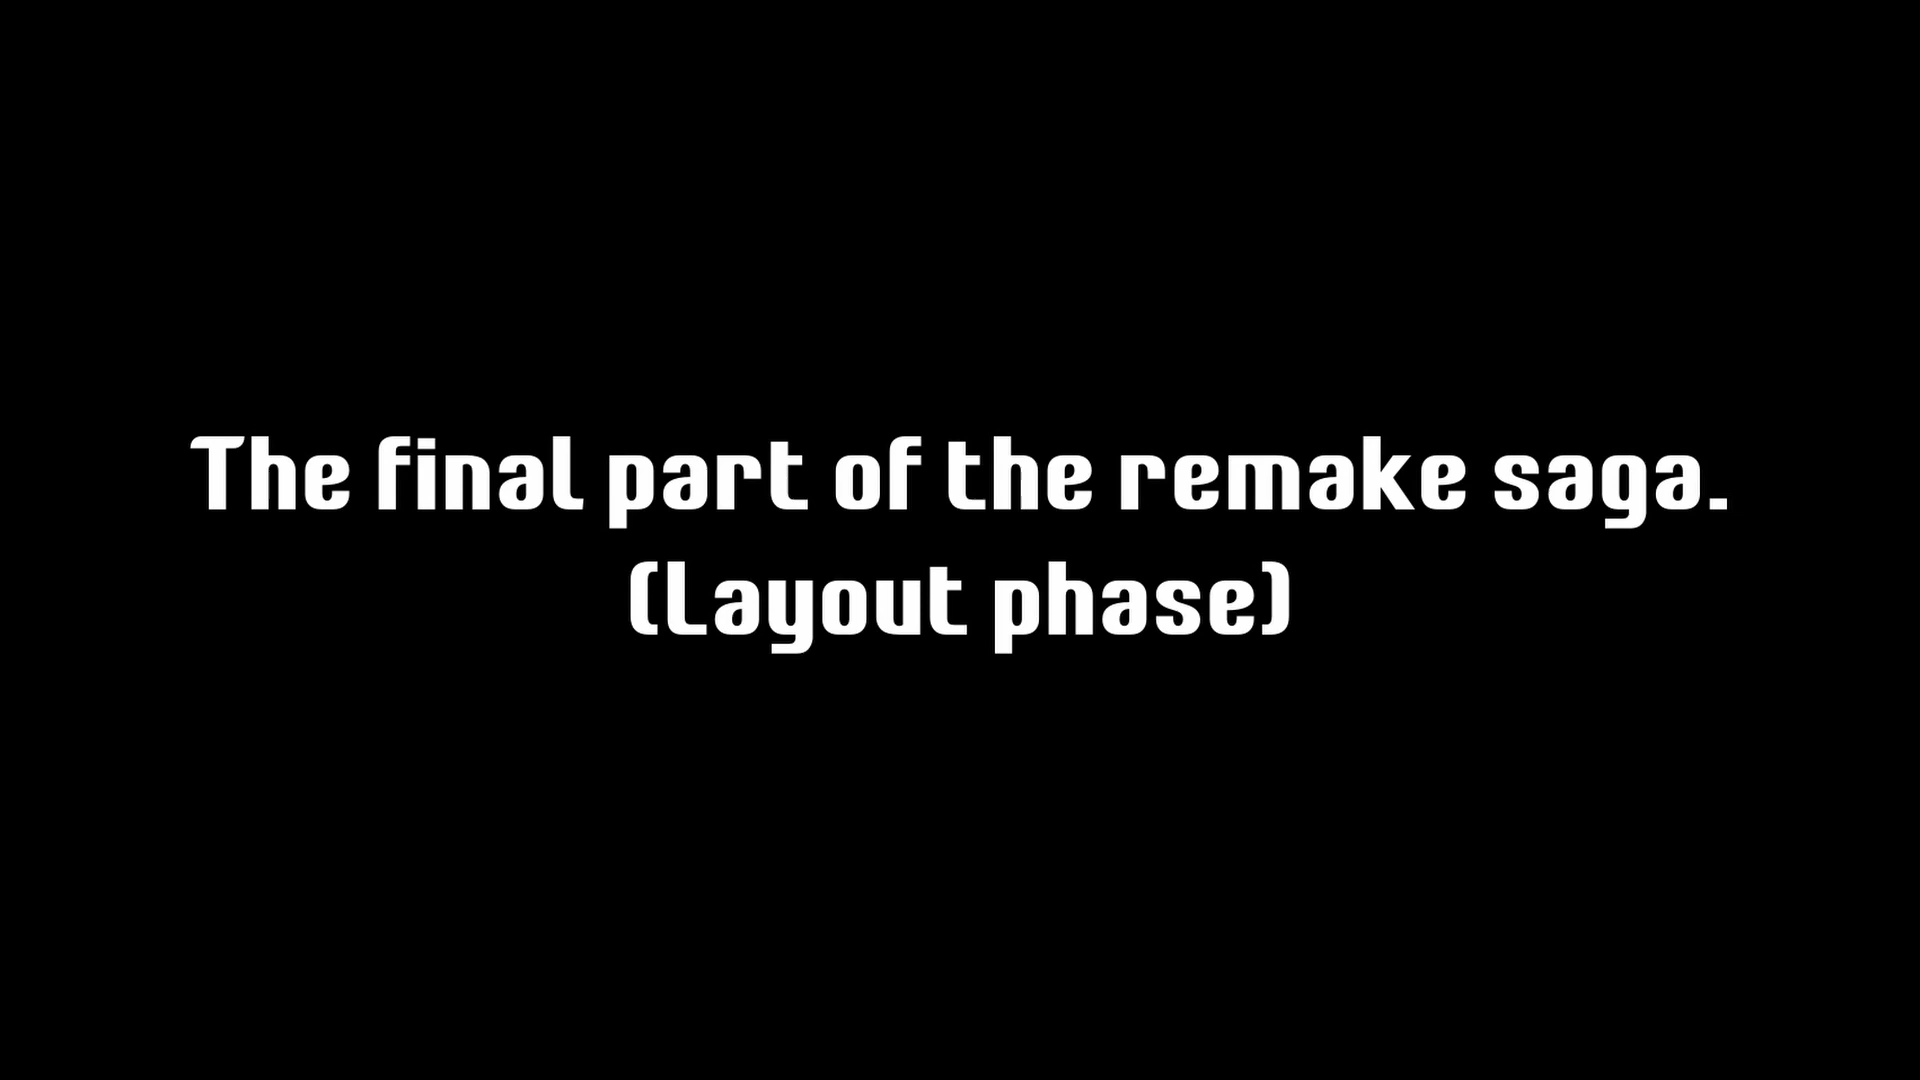 The final part of the remake saga.
(Layout phase)